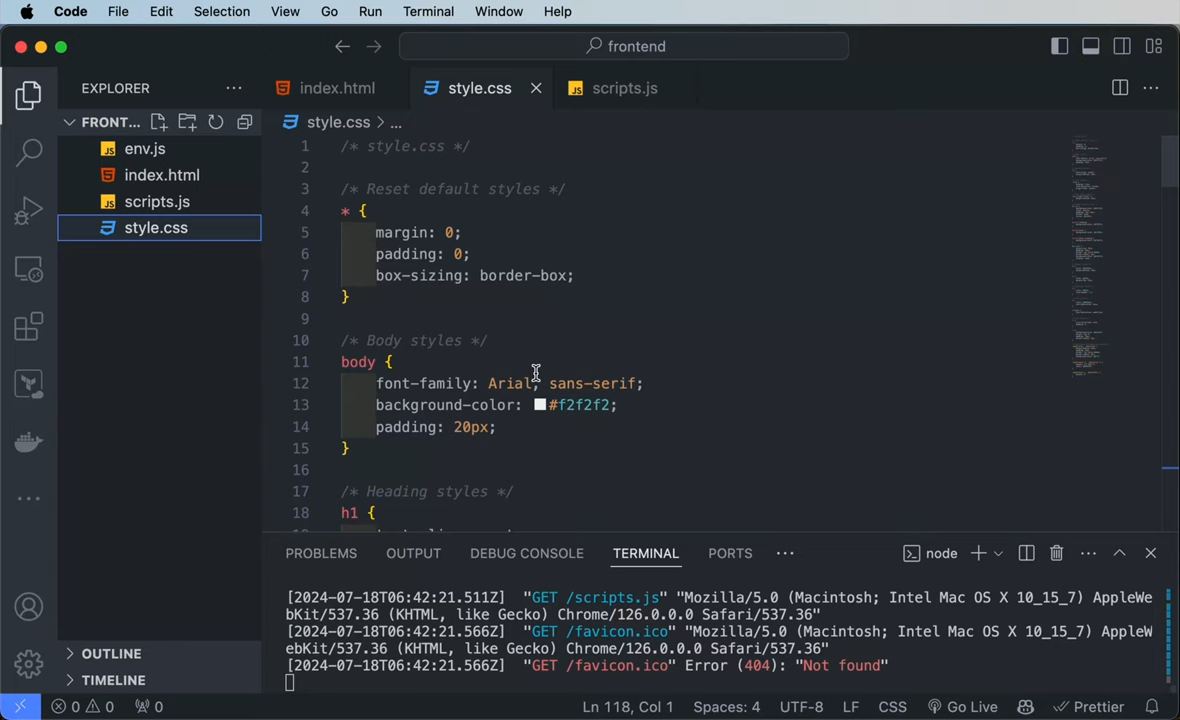 Code File Edit Selection View Go Run Terminal Window Help
frontend
EXPLORER
index.html
style.css
scripts.js
FRONT...
style.css > ...
env.js
index.html
scripts.js
style.css
1 /* style.css */
2
3 /* Reset default styles */
4 * {
5 margin: 0;
6 padding: 0;
7 box-sizing: border-box;
8 }
9
10 /* Body styles */
11 body {
12 font-family: Arial, sans-serif;
13 background-color: #f2f2f2;
14 padding: 20px;
15 }
16
17 /* Heading styles */
18 h1 {
PROBLEMS OUTPUT DEBUG CONSOLE TERMINAL PORTS ... node
[2024-07-18T06:42:21.511Z] "GET /scripts.js" "Mozilla/5.0 (Macintosh; Intel Mac OS X 10_15_7) AppleWe
bKit/537.36 (KHTML, like Gecko) Chrome/126.0.0.0 Safari/537.36"
[2024-07-18T06:42:21.566Z] "GET /favicon.ico" "Mozilla/5.0 (Macintosh; Intel Mac OS X 10_15_7) AppleW
ebKit/537.36 (KHTML, like Gecko) Chrome/126.0.0.0 Safari/537.36"
[2024-07-18T06:42:21.566Z] "GET /favicon.ico" Error (404): "Not found"
OUTLINE
TIMELINE
0 0 0 Ln 118, Col 1 Spaces: 4 UTF-8 LF CSS Go Live Prettier